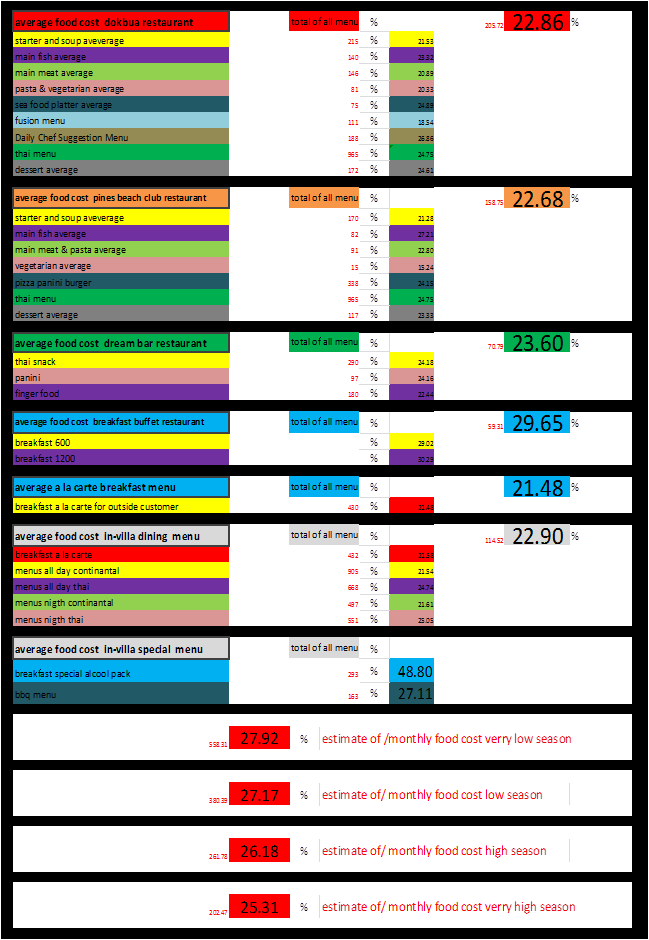 average food cost dokbua restaurant total of all menu % 205.72 22.86 %
starter and soup aveverage 215 % 21.53
main fish average 140 % 23.32
main meat average 146 % 20.89
pasta & vegetarian average 81 % 20.33
sea food platter average 75 % 24.89
fusion menu 111 % 18.54
Daily Chef Suggestion Menu 188 % 26.86
thai menu 965 % 24.75
dessert average 172 % 24.61
average food cost pines beach club restaurant total of all menu % 158.75 22.68 %
starter and soup aveverage 170 % 21.28
main fish average 82 % 27.21
main meat & pasta average 91 % 22.80
vegetarian average 15 % 15.24
pizza panini burger 338 % 24.15
thai menu 965 % 24.75
dessert average 117 % 23.33
average food cost dream bar restaurant total of all menu % 70.79 23.60 %
thai snack 290 % 24.18
panini 97 % 24.16
finger food 180 % 22.44
average food cost breakfast buffet restaurant total of all menu % 59.31 29.65 %
breakfast 600 % 29.02
breakfast 1200 % 30.29
average a la carte breakfast menu total of all menu % 21.48 %
breakfast a la carte for outside customer 430 % 21.48
average food cost in-villa dining menu total of all menu % 114.52 22.90 %
breakfast a la carte 432 % 21.58
menus all day continantal 905 % 21.54
menus all day thai 668 % 24.74
menus nigth continantal 497 % 21.61
menus nigth thai 551 % 25.05
average food cost in-villa special menu total of all menu %
breakfast special alcool pack 293 % 48.80
bbq menu 163 % 27.11
558.31 27.92 % estimate of /monthly food cost verry low season
380.39 27.17 % estimate of/ monthly food cost low season
261.78 26.18 % estimate of/ monthly food cost high season
202.47 25.31 % estimate of/ monthly food cost verry high season